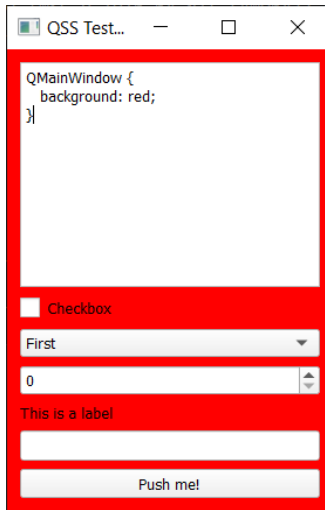 QSS Test...
QMainWindow {
   background: red;
}
Checkbox
First
0
This is a label
Push me!